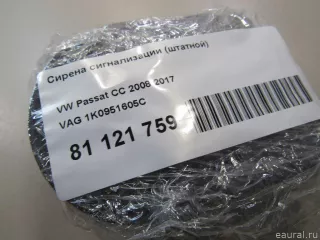 Сирена сигнализации (штатной)
VW Passat CC 2008-2017
VAG 1K0951605C
81 121 759
eaural.ru